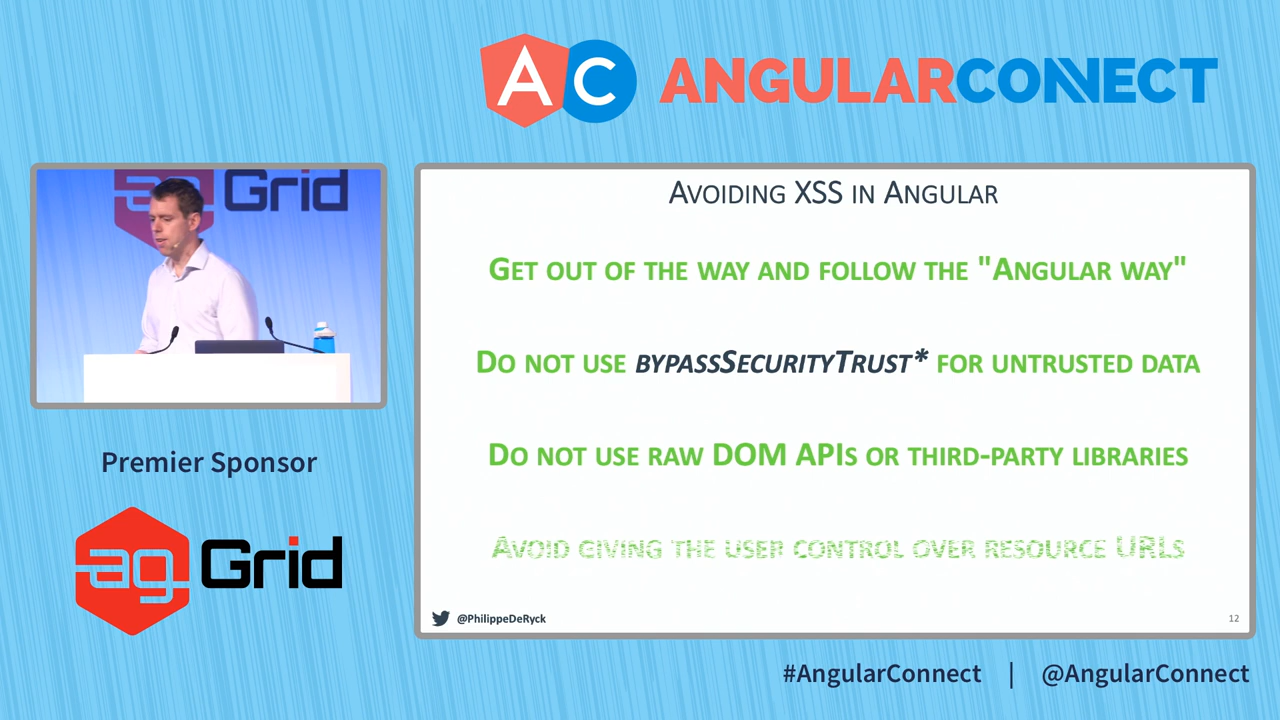 AC ANGULARCONNECT
ag Grid
AVOIDING XSS IN ANGULAR
GET OUT OF THE WAY AND FOLLOW THE "ANGULAR WAY"
DO NOT USE BYPASSSECURITYTRUST* FOR UNTRUSTED DATA
DO NOT USE RAW DOM APIS OR THIRD-PARTY LIBRARIES
AVOID GIVING THE USER CONTROL OVER RESOURCE URLS
@PhilippeDeRyck
12
Premier Sponsor
ag Grid
#AngularConnect | @AngularConnect